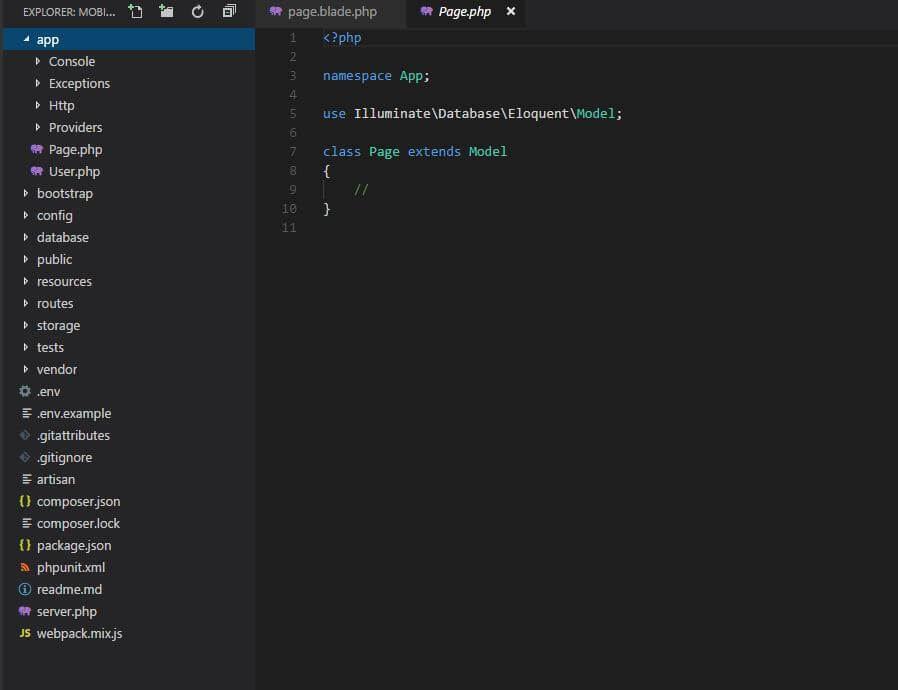 EXPLORER: MOBI...
app
Console
Exceptions
Http
Providers
Page.php
User.php
bootstrap
config
database
public
resources
routes
storage
tests
vendor
.env
.env.example
.gitattributes
.gitignore
artisan
{} composer.json
composer.lock
{} package.json
phpunit.xml
readme.md
server.php
JS webpack.mix.js
page.blade.php
Page.php
1 <?php
2
3 namespace App;
4
5 use Illuminate\Database\Eloquent\Model;
6
7 class Page extends Model
8 {
9     //
10 }
11